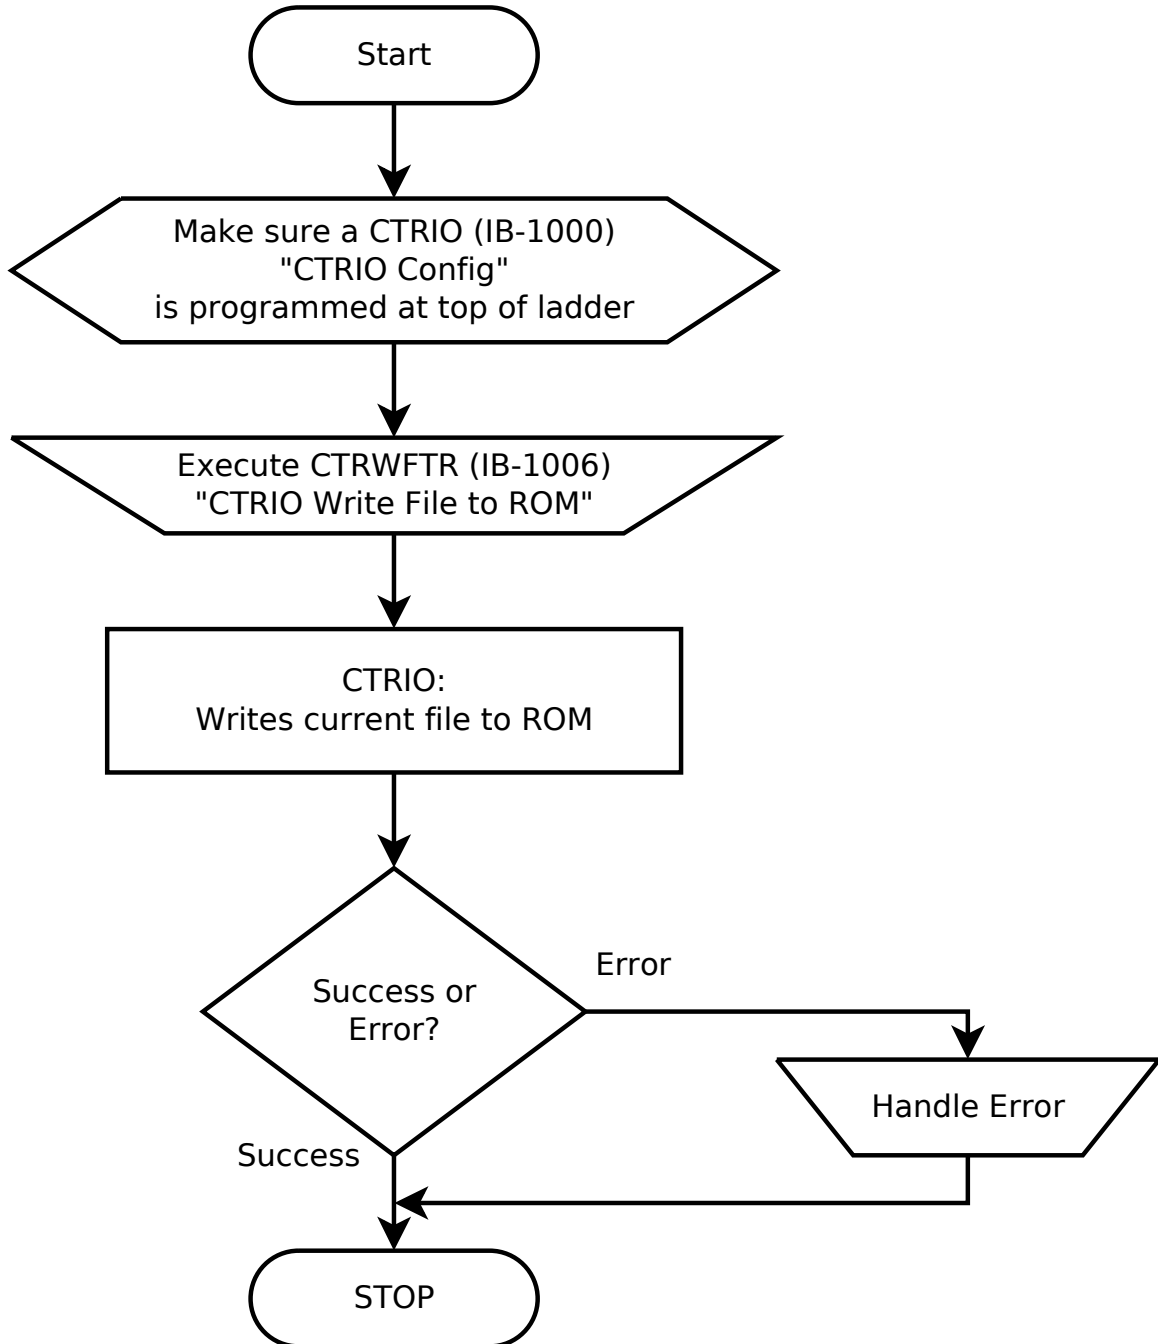 Start
Make sure a CTRIO (IB-1000)
"CTRIO Config"
is programmed at top of ladder
Execute CTRWFTR (IB-1006)
"CTRIO Write File to ROM"
CTRIO:
Writes current file to ROM
Success or
Error?
Error
Handle Error
Success
STOP